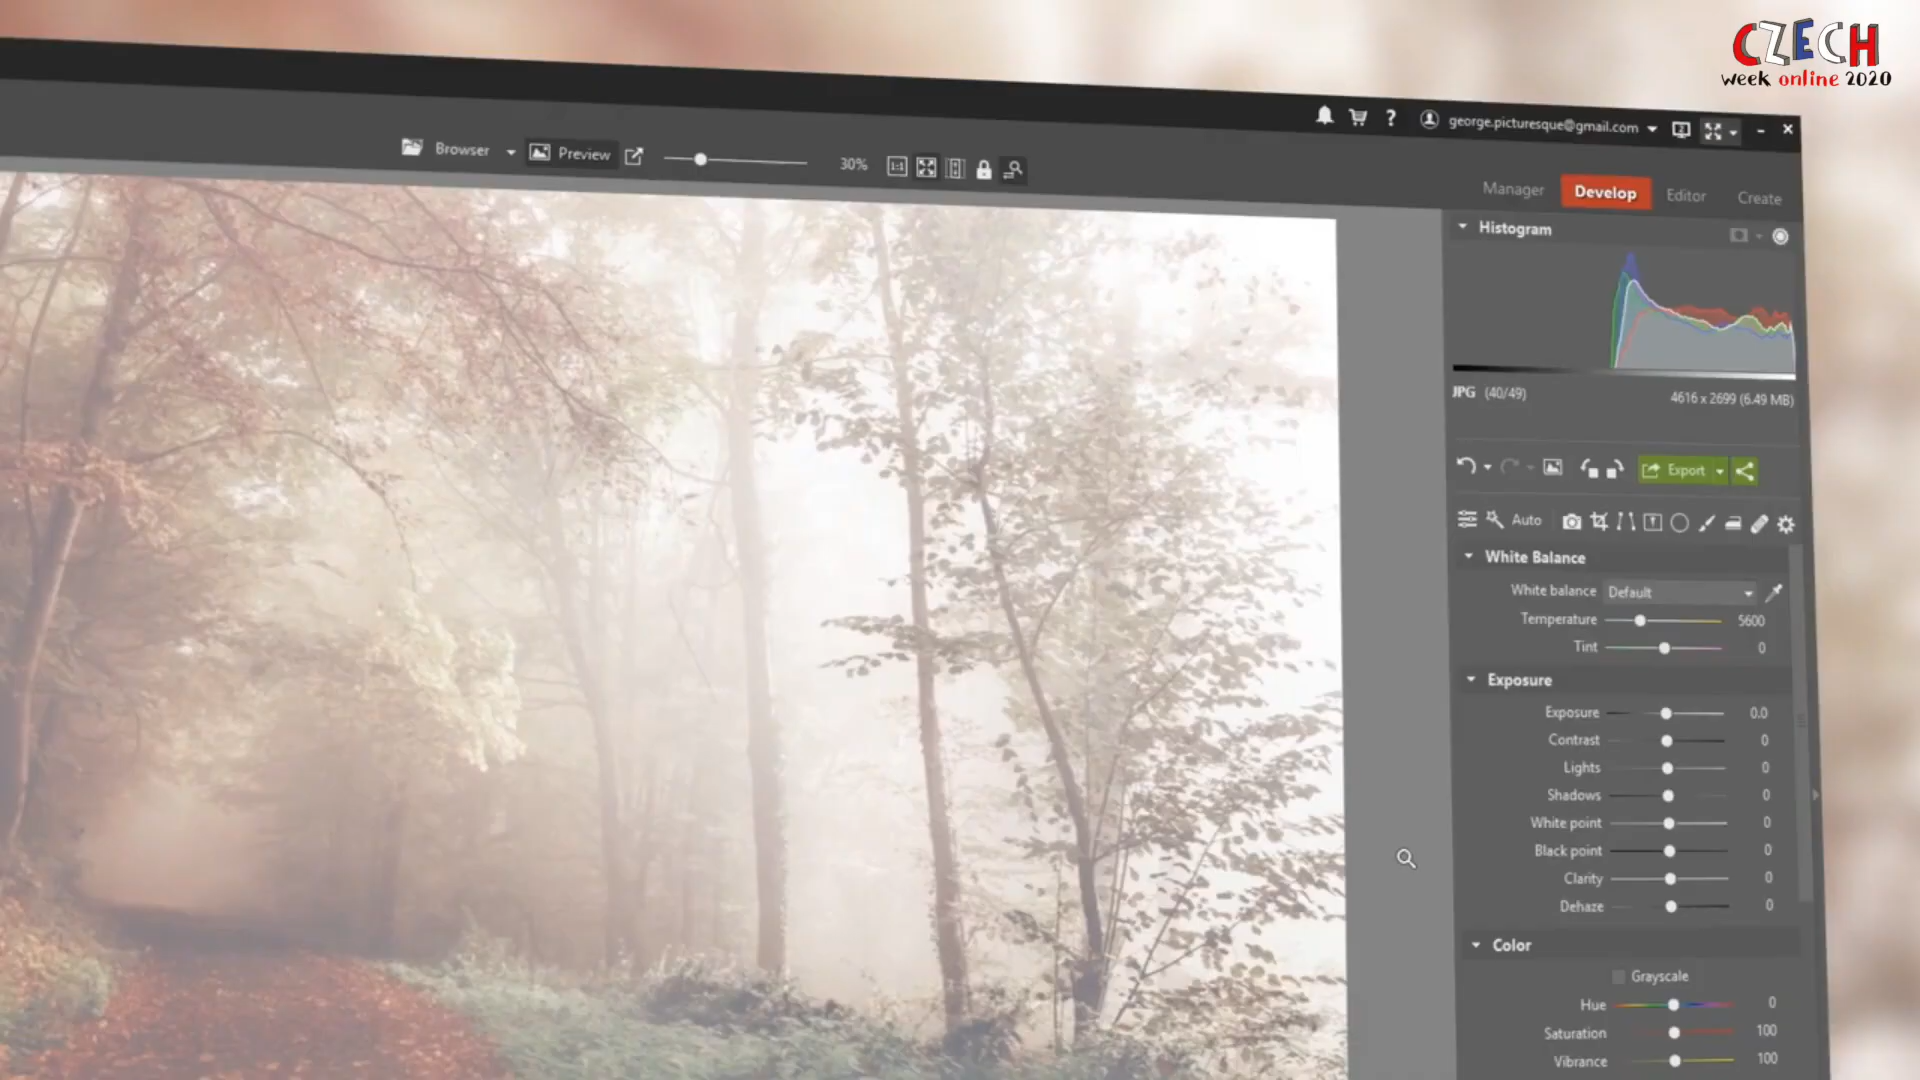 CZECH
week online 2020
george.picturesque@gmail.com
Browser
Preview
30%
1:1
Manager
Develop
Editor
Create
Histogram
JPG (40/49)
4616 x 2699 (6.49 MB)
Export
Auto
White Balance
White balance Default
Temperature 5600
Tint 0
Exposure
Exposure 0.0
Contrast 0
Lights 0
Shadows 0
White point 0
Black point 0
Clarity 0
Dehaze 0
Color
Grayscale
Hue 0
Saturation 100
Vibrance 100